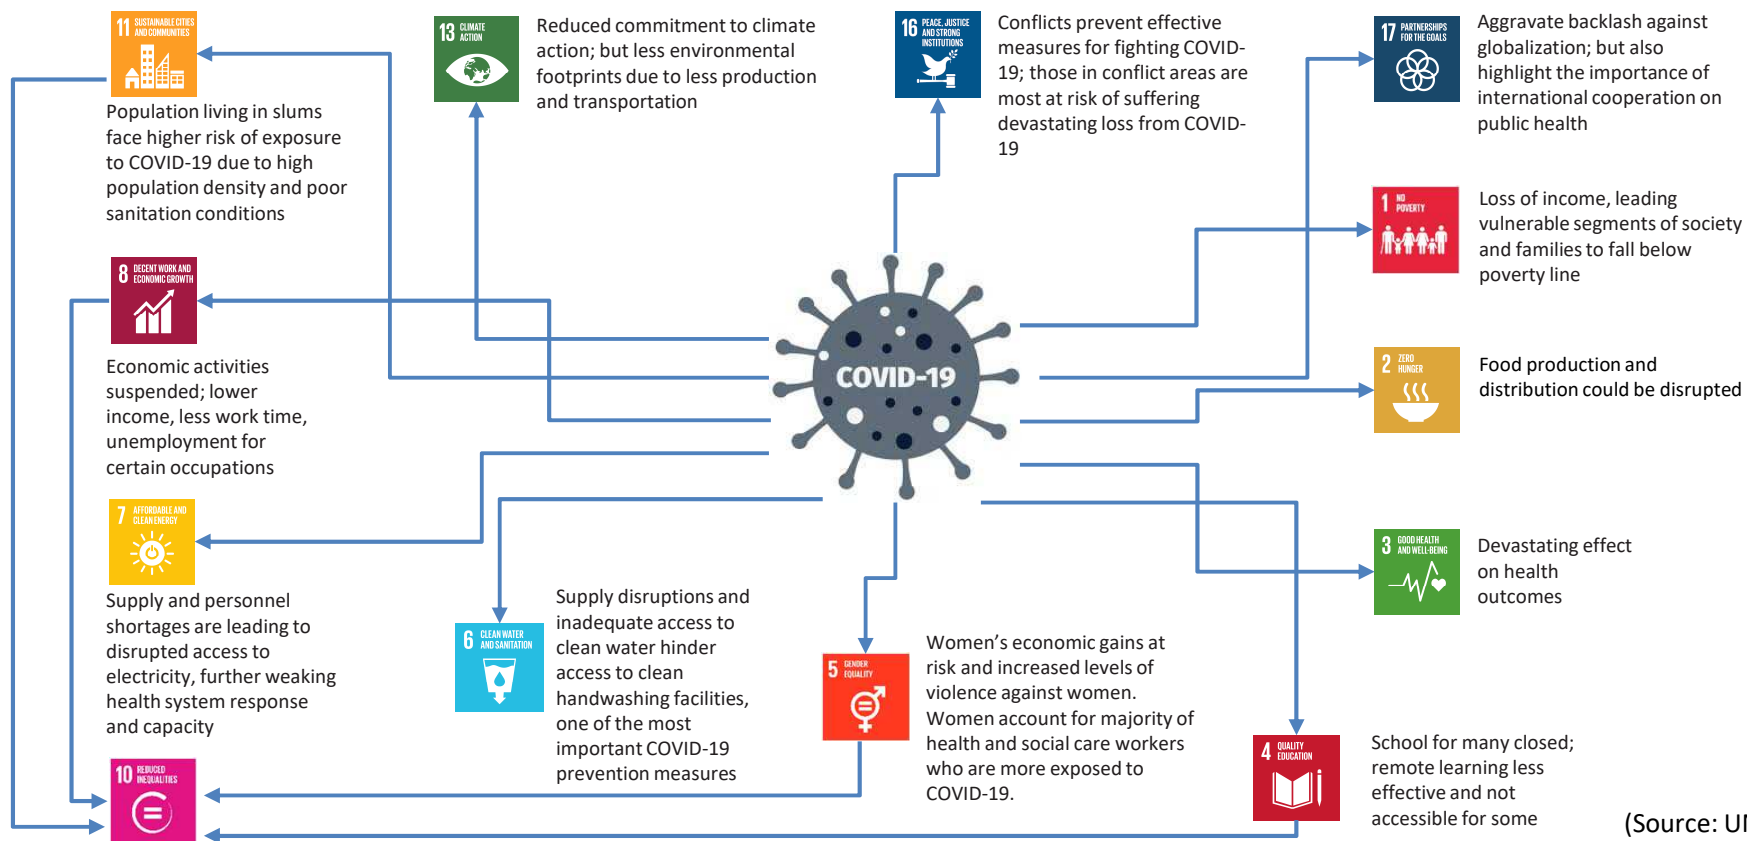 11 SUSTAINABLE CITIES
AND COMMUNITIES
Population living in slums
face higher risk of exposure
to COVID-19 due to high
population density and poor
sanitation conditions
13 CLIMATE
ACTION
Reduced commitment to climate
action; but less environmental
footprints due to less production
and transportation
16 PEACE, JUSTICE
AND STRONG
INSTITUTIONS
Conflicts prevent effective
measures for fighting COVID-
19; those in conflict areas are
most at risk of suffering
devastating loss from COVID-
19
17 PARTNERSHIPS
FOR THE GOALS
Aggravate backlash against
globalization; but also
highlight the importance of
international cooperation on
public health
1 NO
POVERTY
Loss of income, leading
vulnerable segments of society
and families to fall below
poverty line
8 DECENT WORK AND
ECONOMIC GROWTH
Economic activities
suspended; lower
income, less work time,
unemployment for
certain occupations
COVID-19
2 ZERO
HUNGER
Food production and
distribution could be disrupted
7 AFFORDABLE AND
CLEAN ENERGY
Supply and personnel
shortages are leading to
disrupted access to
electricity, further weaking
health system response
and capacity
6 CLEAN WATER
AND SANITATION
Supply disruptions and
inadequate access to
clean water hinder
access to clean
handwashing facilities,
one of the most
important COVID-19
prevention measures
5 GENDER
EQUALITY
Women’s economic gains at
risk and increased levels of
violence against women.
Women account for majority of
health and social care workers
who are more exposed to
COVID-19.
3 GOOD HEALTH
AND WELL-BEING
Devastating effect
on health
outcomes
4 QUALITY
EDUCATION
School for many closed;
remote learning less
effective and not
accessible for some
10 REDUCED
INEQUALITIES
(Source: